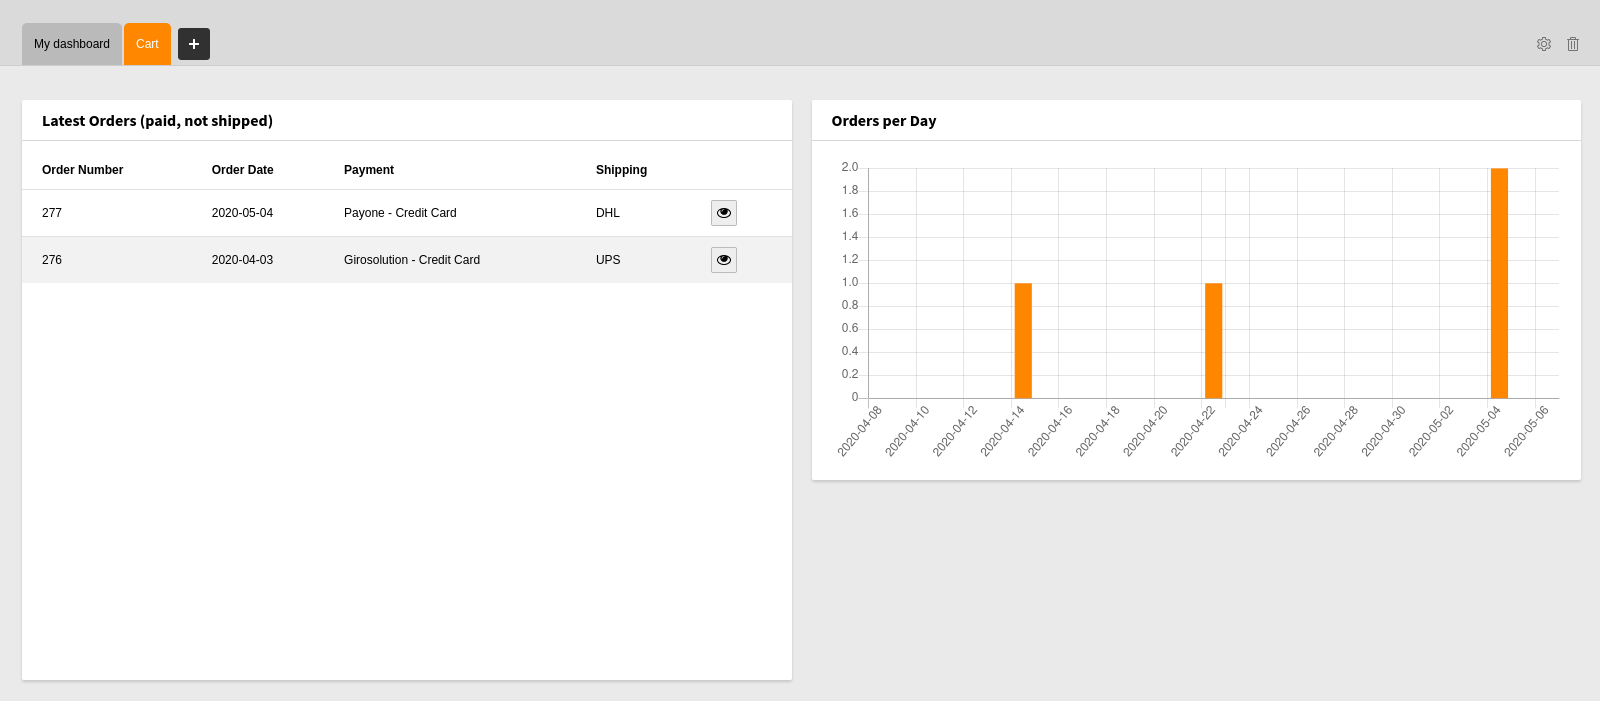 My dashboard
Cart
+
Latest Orders (paid, not shipped)
Order Number Order Date Payment Shipping
277 2020-05-04 Payone - Credit Card DHL
276 2020-04-03 Girosolution - Credit Card UPS
Orders per Day
2.0
1.8
1.6
1.4
1.2
1.0
0.8
0.6
0.4
0.2
0
2020-04-08 2020-04-10 2020-04-12 2020-04-14 2020-04-16 2020-04-18 2020-04-20 2020-04-22 2020-04-24 2020-04-26 2020-04-28 2020-04-30 2020-05-02 2020-05-04 2020-05-06